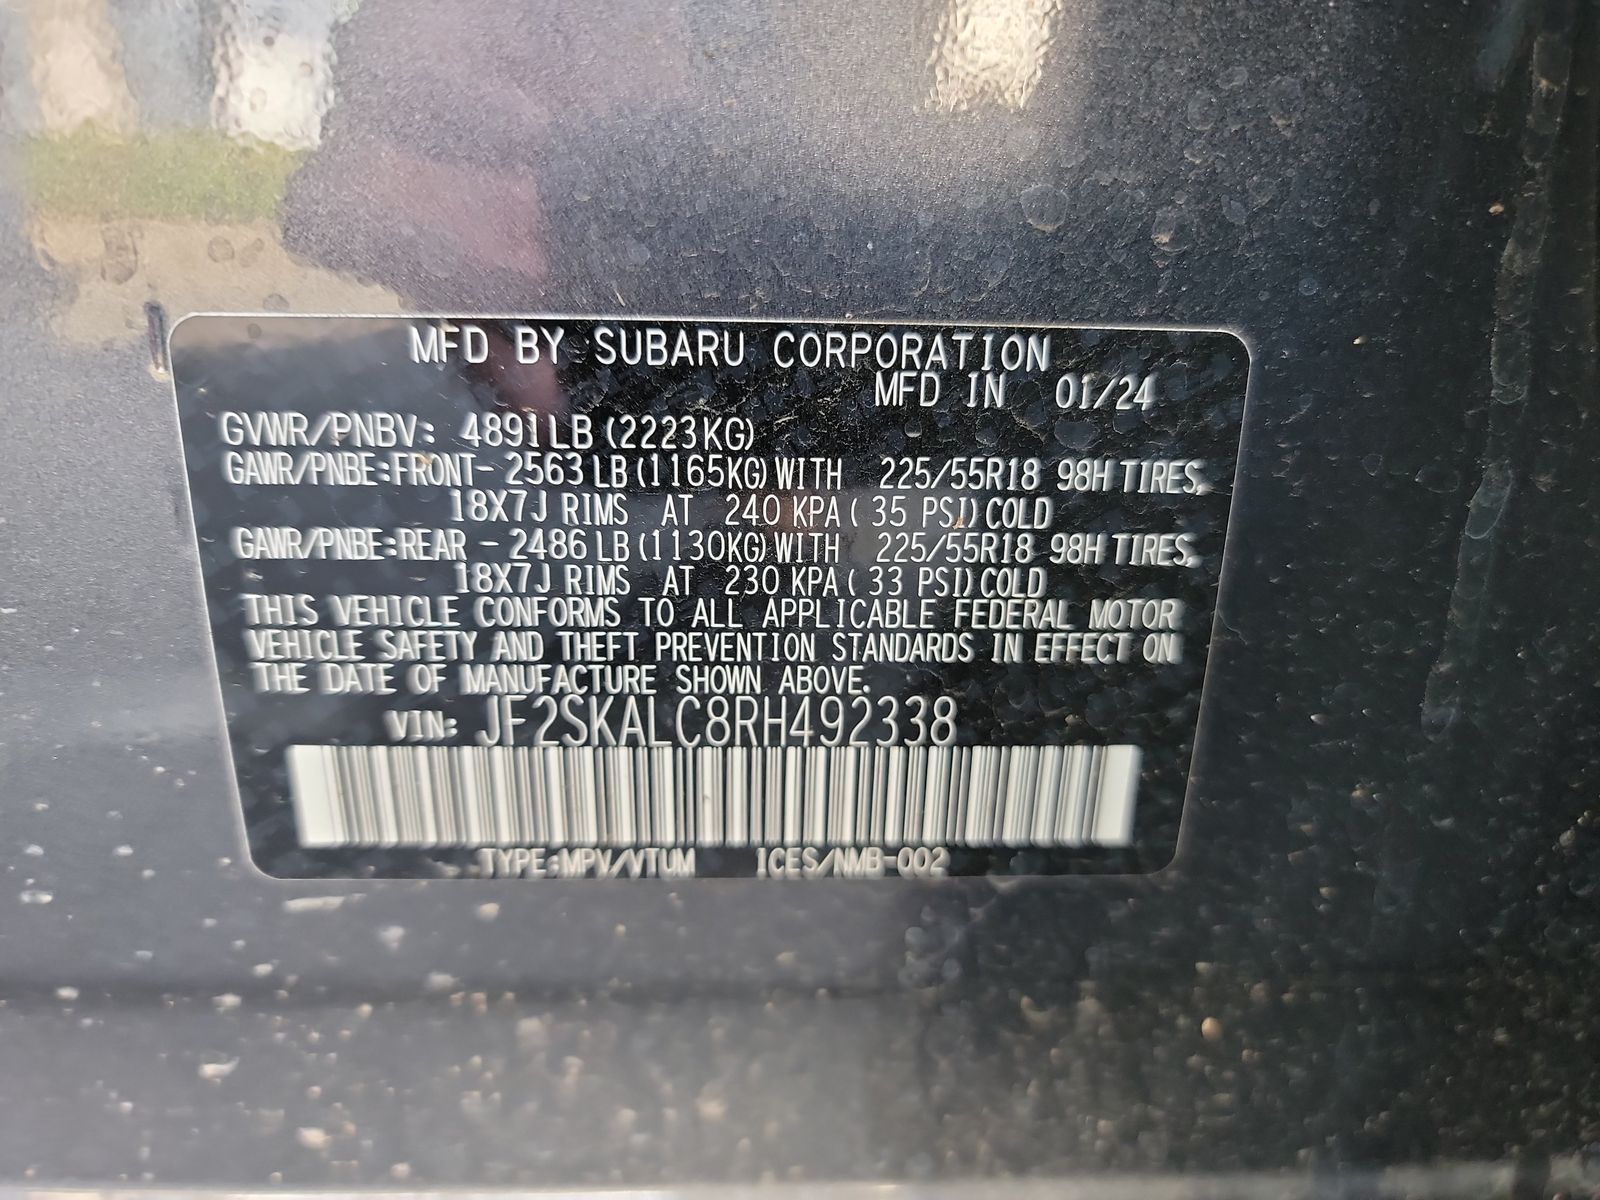 MFD BY SUBARU CORPORATION
MFD IN 01/24
GVWR/PNBV: 4891LB (2223KG)
GAWR/PNBE:FRONT- 2563 LB (1165KG) WITH 225/55R18 98H TIRES,
18X7J RIMS AT 240 KPA ( 35 PSI) COLD
GAWR/PNBE:REAR - 2486 LB (1130KG) WITH 225/55R18 98H TIRES,
18X7J RIMS AT 230 KPA ( 33 PSI) COLD
THIS VEHICLE CONFORMS TO ALL APPLICABLE FEDERAL MOTOR
VEHICLE SAFETY AND THEFT PREVENTION STANDARDS IN EFFECT ON
THE DATE OF MANUFACTURE SHOWN ABOVE.
VIN: JF2SKALC8RH492338
TYPE:MPV/VTUM ICES/NMB-002